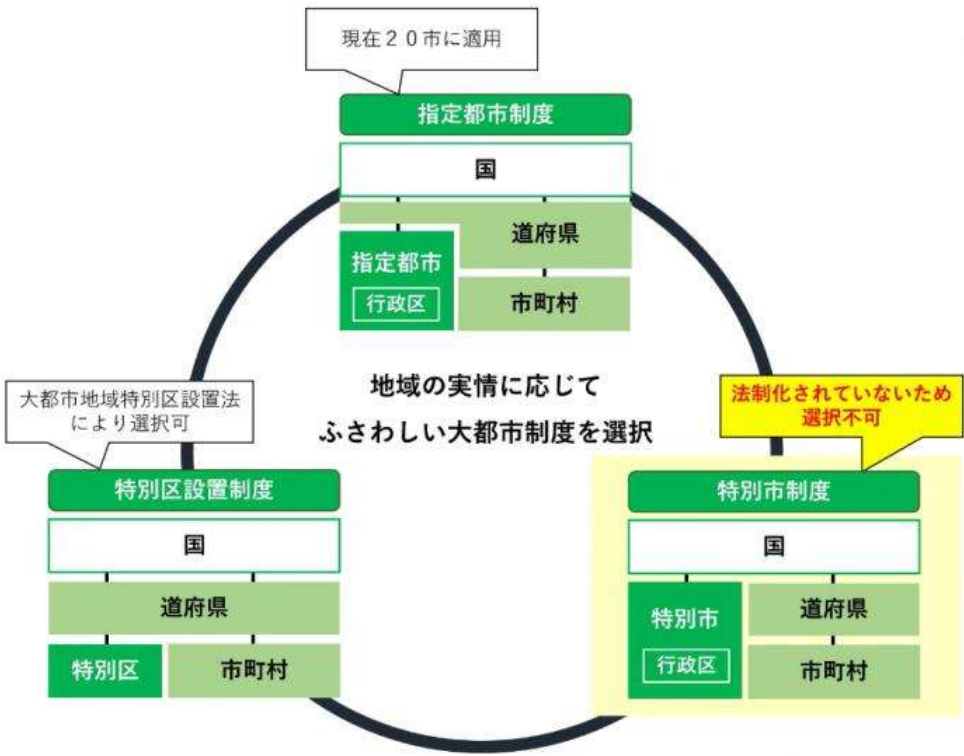 現在２０市に適用
指定都市制度
国
道府県
指定都市
行政区
市町村
地域の実情に応じて
ふさわしい大都市制度を選択
大都市地域特別区設置法
により選択可
特別区設置制度
国
道府県
特別区
市町村
法制化されていないため
選択不可
特別市制度
国
特別市
行政区
道府県
市町村